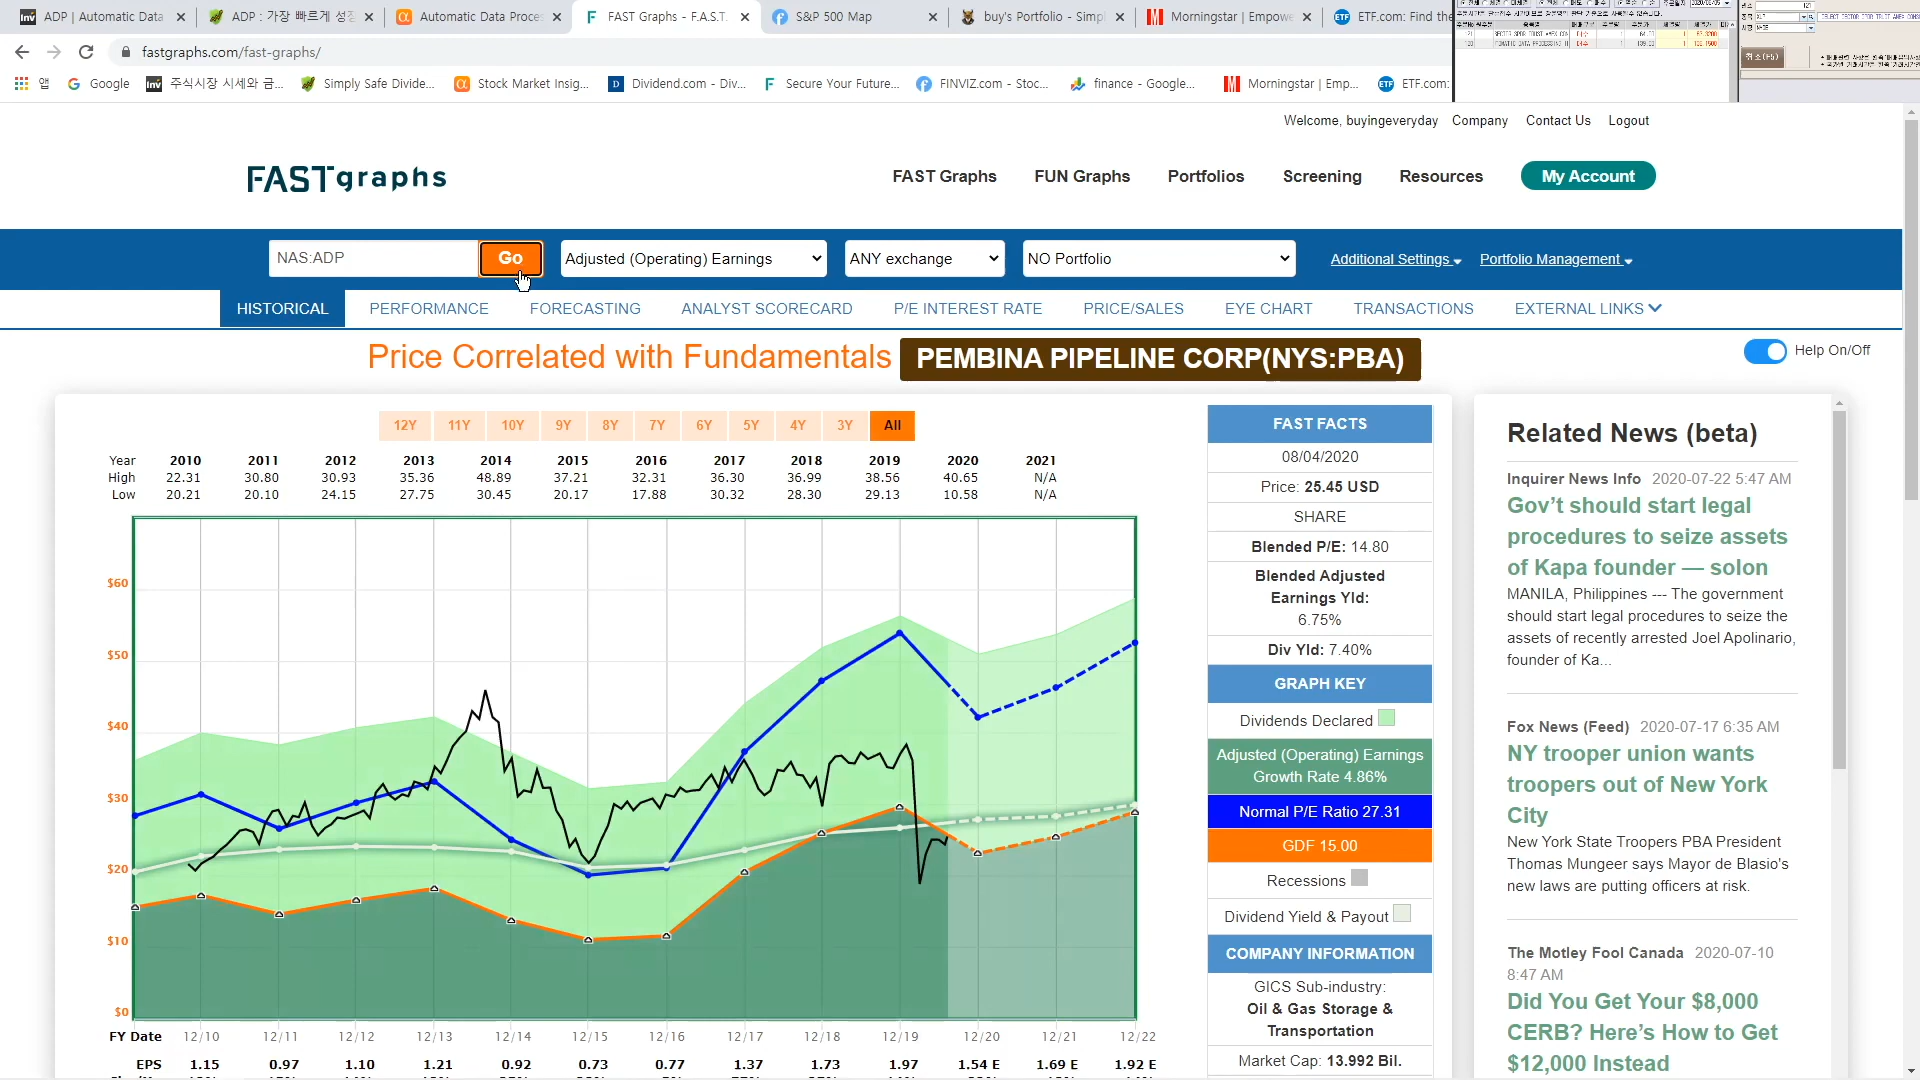 ADP | Automatic Data
ADP : 가장 빠르게 성장
Automatic Data Proces
FAST Graphs - F.A.S.T.
S&P 500 Map
buy's Portfolio - Simpl
Morningstar | Empowe
ETF.com: Find the
fastgraphs.com/fast-graphs/
앱
Google
주식시장 시세와 금...
Simply Safe Divide...
Stock Market Insig...
Dividend.com - Div...
Secure Your Future...
FINVIZ.com - Stoc...
finance - Google...
Morningstar | Emp...
ETF.com:
취소(F5)
Welcome, buyingeveryday Company Contact Us Logout
FASTgraphs
FAST Graphs FUN Graphs Portfolios Screening Resources My Account
NAS:ADP Go Adjusted (Operating) Earnings ANY exchange NO Portfolio Additional Settings Portfolio Management
HISTORICAL PERFORMANCE FORECASTING ANALYST SCORECARD P/E INTEREST RATE PRICE/SALES EYE CHART TRANSACTIONS EXTERNAL LINKS
Price Correlated with Fundamentals PEMBINA PIPELINE CORP(NYS:PBA)
Help On/Off
12Y 11Y 10Y 9Y 8Y 7Y 6Y 5Y 4Y 3Y All
Year 2010 2011 2012 2013 2014 2015 2016 2017 2018 2019 2020 2021
High 22.31 30.80 30.93 35.36 48.89 37.21 32.31 36.30 36.99 38.56 40.65 N/A
Low 20.21 20.10 24.15 27.75 30.45 20.17 17.88 30.32 28.30 29.13 10.58 N/A
$60
$50
$40
$30
$20
$10
$0
FY Date 12/10 12/11 12/12 12/13 12/14 12/15 12/16 12/17 12/18 12/19 12/20 12/21 12/22
EPS 1.15 0.97 1.10 1.21 0.92 0.73 0.77 1.37 1.73 1.97 1.54 E 1.69 E 1.92 E
FAST FACTS
08/04/2020
Price: 25.45 USD
SHARE
Blended P/E: 14.80
Blended Adjusted
Earnings Yld:
6.75%
Div Yld: 7.40%
GRAPH KEY
Dividends Declared
Adjusted (Operating) Earnings
Growth Rate 4.86%
Normal P/E Ratio 27.31
GDF 15.00
Recessions
Dividend Yield & Payout
COMPANY INFORMATION
GICS Sub-industry:
Oil & Gas Storage &
Transportation
Market Cap: 13.992 Bil.
Related News (beta)
Inquirer News Info 2020-07-22 5:47 AM
Gov’t should start legal
procedures to seize assets
of Kapa founder — solon
MANILA, Philippines --- The government
should start legal procedures to seize the
assets of recently arrested Joel Apolinario,
founder of Ka...
Fox News (Feed) 2020-07-17 6:35 AM
NY trooper union wants
troopers out of New York
City
New York State Troopers PBA President
Thomas Mungeer says Mayor de Blasio's
new laws are putting officers at risk.
The Motley Fool Canada 2020-07-10
8:47 AM
Did You Get Your $8,000
CERB? Here’s How to Get
$12,000 Instead